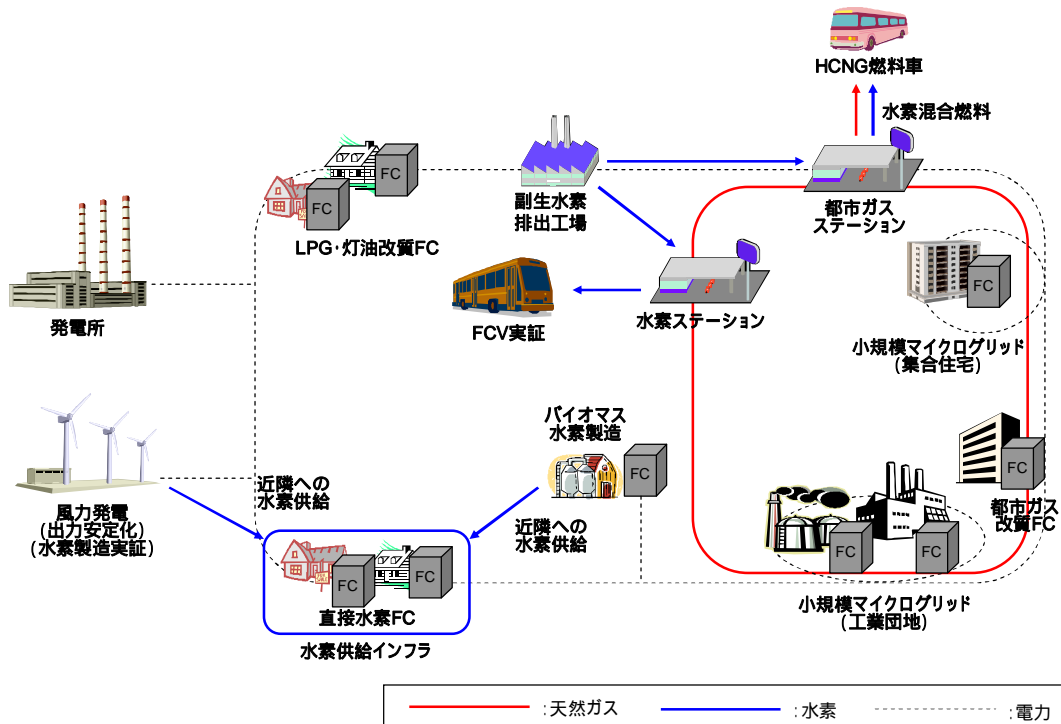 HCNG燃料車
水素混合燃料
FC
FC
LPG･灯油改質FC
副生水素
排出工場
都市ガス
ステーション
発電所
FCV実証
水素ステーション
FC
小規模マイクログリッド
(集合住宅)
バイオマス
水素製造
FC
近隣への
水素供給
風力発電
(出力安定化)
(水素製造実証)
近隣への
水素供給
FC
都市ガス
改質FC
FC
FC
FC
FC
直接水素FC
水素供給インフラ
小規模マイクログリッド
(工業団地)
:天然ガス
:水素
:電力